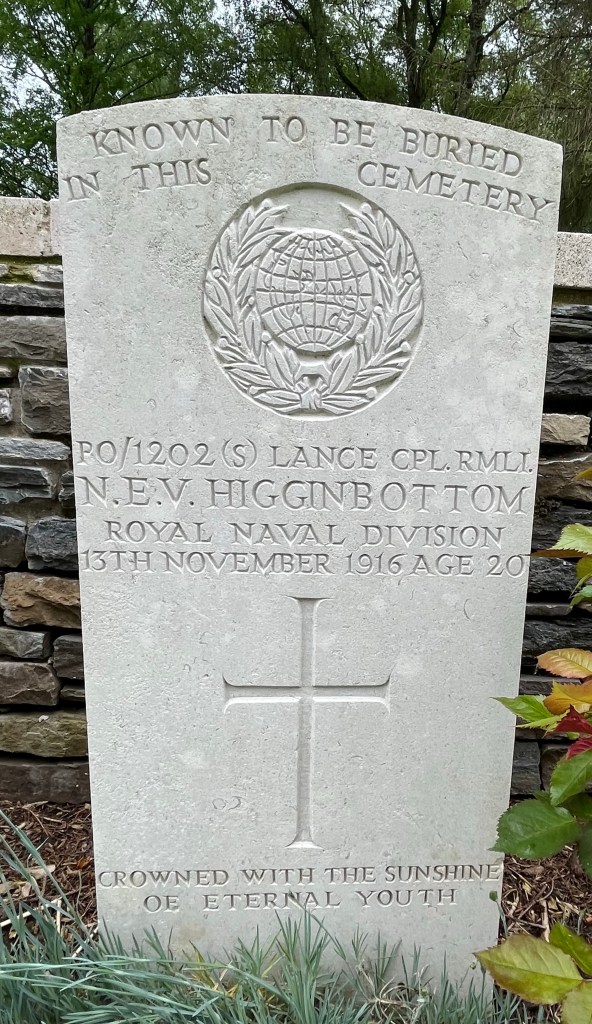 KNOWN TO BE BURIED
IN THIS CEMETERY
PO/1202(S) LANCE CPL. RMLI.
N.E.V. HIGGINBOTTOM
ROYAL NAVAL DIVISION
13TH NOVEMBER 1916 AGE 20
CROWNED WITH THE SUNSHINE
OF ETERNAL YOUTH